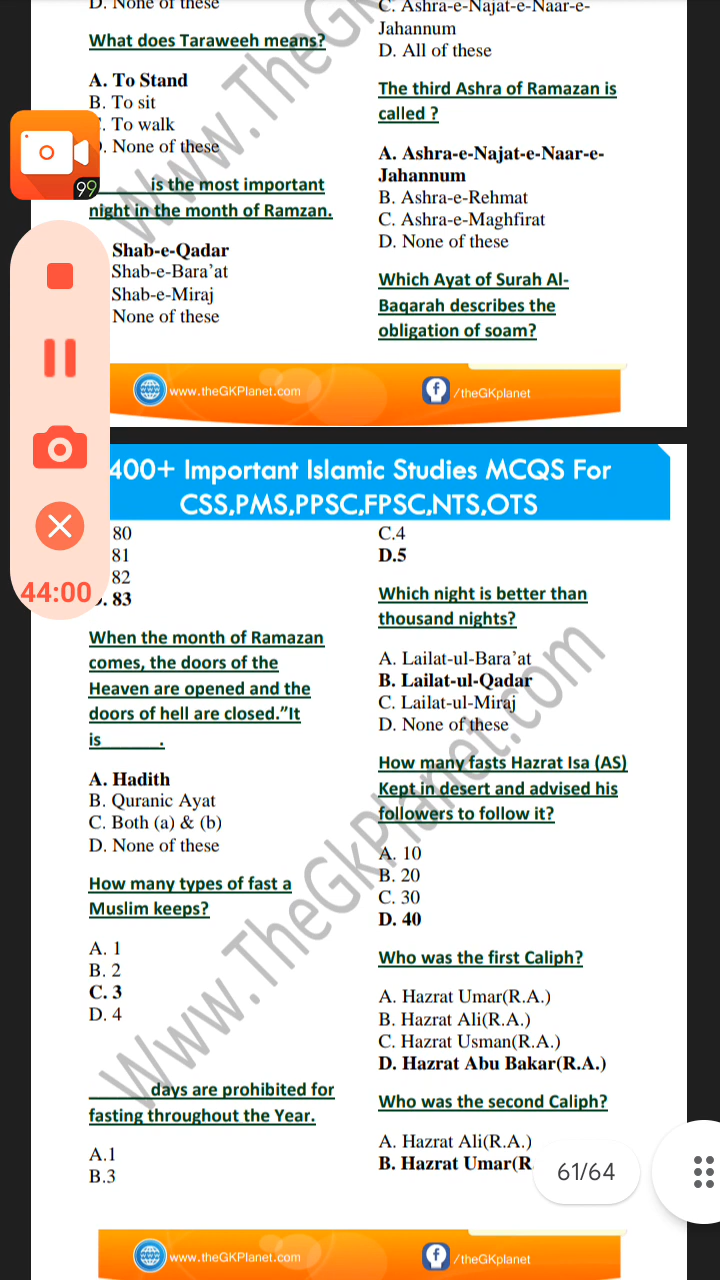 D. None of these
What does Taraweeh means?
A. To Stand
B. To sit
. To walk
. None of these
______is the most important
night in the month of Ramzan.
Shab-e-Qadar
Shab-e-Bara’at
Shab-e-Miraj
None of these
C. Ashra-e-Najat-e-Naar-e-
Jahannum
D. All of these
The third Ashra of Ramazan is
called ?
A. Ashra-e-Najat-e-Naar-e-
Jahannum
B. Ashra-e-Rehmat
C. Ashra-e-Maghfirat
D. None of these
Which Ayat of Surah Al-
Baqarah describes the
obligation of soam?
www.theGKPlanet.com
/theGKplanet
99
44:00
400+ Important Islamic Studies MCQS For
CSS,PMS,PPSC,FPSC,NTS,OTS
80
81
82
. 83
When the month of Ramazan
comes, the doors of the
Heaven are opened and the
doors of hell are closed.”It
is______.
A. Hadith
B. Quranic Ayat
C. Both (a) & (b)
D. None of these
How many types of fast a
Muslim keeps?
A. 1
B. 2
C. 3
D. 4
______days are prohibited for
fasting throughout the Year.
A.1
B.3
C.4
D.5
Which night is better than
thousand nights?
A. Lailat-ul-Bara’at
B. Lailat-ul-Qadar
C. Lailat-ul-Miraj
D. None of these
How many fasts Hazrat Isa (AS)
Kept in desert and advised his
followers to follow it?
A. 10
B. 20
C. 30
D. 40
Who was the first Caliph?
A. Hazrat Umar(R.A.)
B. Hazrat Ali(R.A.)
C. Hazrat Usman(R.A.)
D. Hazrat Abu Bakar(R.A.)
Who was the second Caliph?
A. Hazrat Ali(R.A.)
B. Hazrat Umar(R
61/64
www.theGKPlanet.com
/theGKplanet
Www.TheG
Www.TheGkPlanet.com